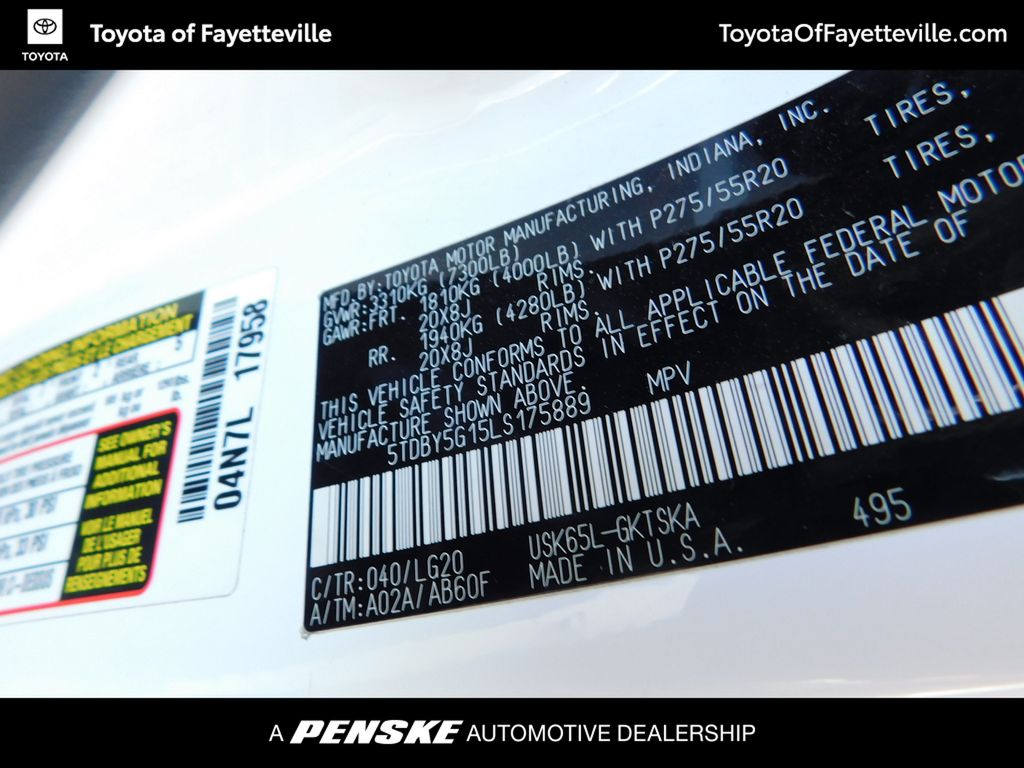 TOYOTA
Toyota of Fayetteville
ToyotaOfFayetteville.com
MFD.BY:TOYOTA MOTOR MANUFACTURING, INDIANA, INC.
GVWR:3310KG (7300LB)
GAWR:FRT. 1810KG (4000LB) WITH P275/55R20 TIRES,
20X8J RIMS.
RR. 1940KG (4280LB) WITH P275/55R20 TIRES,
20X8J RIMS.
THIS VEHICLE CONFORMS TO ALL APPLICABLE FEDERAL MOTOR
VEHICLE SAFETY STANDARDS IN EFFECT ON THE DATE OF
MANUFACTURE SHOWN ABOVE.
5TDBY5G15LS175889 MPV
C/TR:040/LG20 USK65L-GKTSKA 495
A/TM:A02A/AB60F MADE IN U.S.A.
INFORMATION
04N7L 17958
SEE OWNER'S
MANUAL FOR
ADDITIONAL
INFORMATION
VOIR LE MANUEL
DE L'USAGER
POUR PLUS DE
RENSEIGNEMENTS
A PENSKE AUTOMOTIVE DEALERSHIP